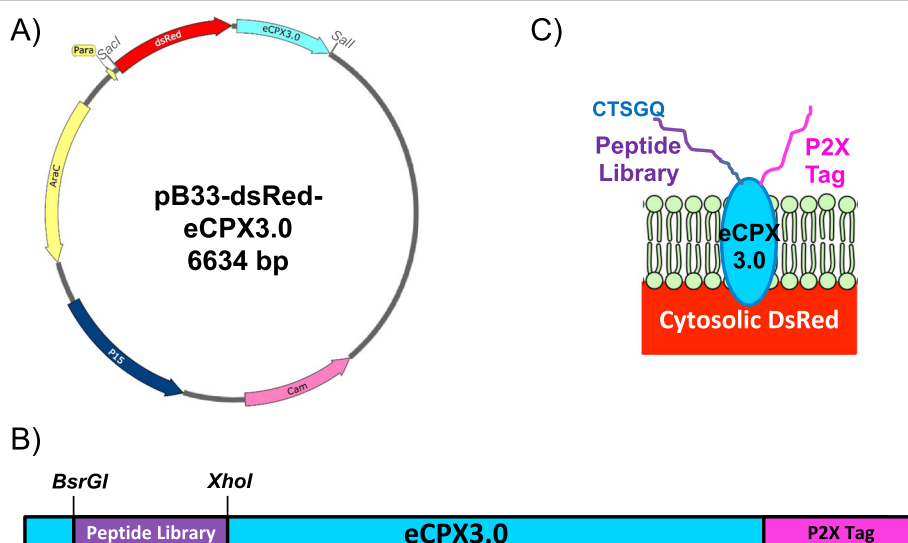 A)
Para
SacI
dsRed
eCPX3.0
SalI
AraC
pB33-dsRed-
eCPX3.0
6634 bp
P15
Cam
C)
CTSGQ
Peptide
Library
P2X
Tag
eCPX
3.0
Cytosolic DsRed
B)
BsrGI
XhoI
Peptide Library
eCPX3.0
P2X Tag